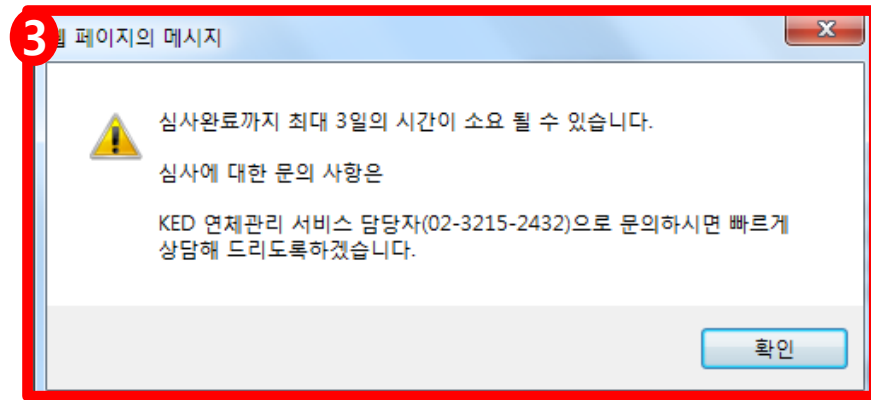 3
페이지의 메시지
심사완료까지 최대 3일의 시간이 소요 될 수 있습니다.
심사에 대한 문의 사항은
KED 연체관리 서비스 담당자(02-3215-2432)으로 문의하시면 빠르게
상담해 드리도록하겠습니다.
확인